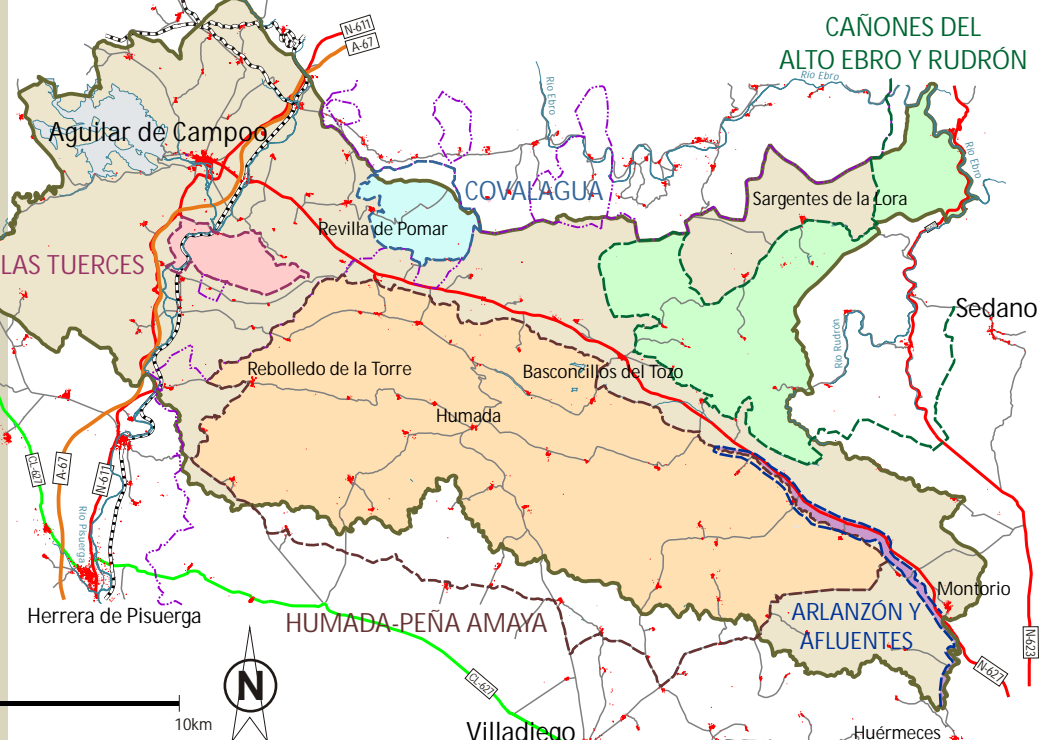 N-611
A-67
CAÑONES DEL
ALTO EBRO Y RUDRÓN
Río Ebro
Río Ebro
Aguilar de Campoo
Río Ebro
COVALAGUA
Sargentes de la Lora
Revilla de Pomar
LAS TUERCES
Sedano
Río Rudrón
Rebolledo de la Torre
Basconcillos del Tozo
Humada
CL-627
A-67
N-611
Río Pisuerga
Montorio
Herrera de Pisuerga
HUMADA-PEÑA AMAYA
ARLANZÓN Y
AFLUENTES
N-623
N-627
CL-627
N
10km
Villadiego
Huérmeces